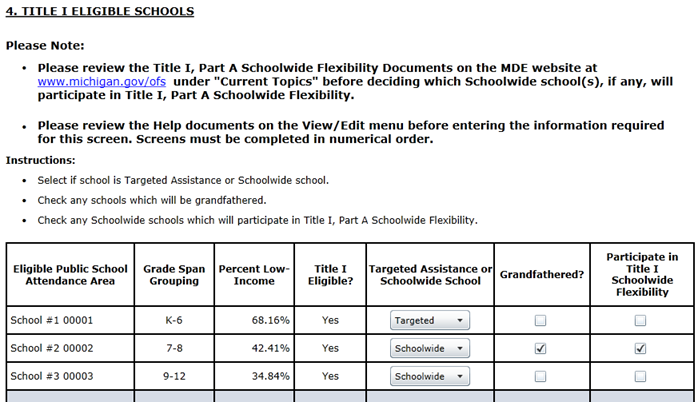 4. TITLE I ELIGIBLE SCHOOLS
Please Note:
• Please review the Title I, Part A Schoolwide Flexibility Documents on the MDE website at
www.michigan.gov/ofs under "Current Topics" before deciding which Schoolwide school(s), if any, will
participate in Title I, Part A Schoolwide Flexibility.
• Please review the Help documents on the View/Edit menu before entering the information required
for this screen. Screens must be completed in numerical order.
Instructions:
• Select if school is Targeted Assistance or Schoolwide school.
• Check any schools which will be grandfathered.
• Check any Schoolwide schools which will participate in Title I, Part A Schoolwide Flexibility.
Eligible Public School Attendance Area | Grade Span Grouping | Percent Low-Income | Title I Eligible? | Targeted Assistance or Schoolwide School | Grandfathered? | Participate in Title I Schoolwide Flexibility
School #1 00001 K-6 68.16% Yes Targeted
School #2 00002 7-8 42.41% Yes Schoolwide
School #3 00003 9-12 34.84% Yes Schoolwide